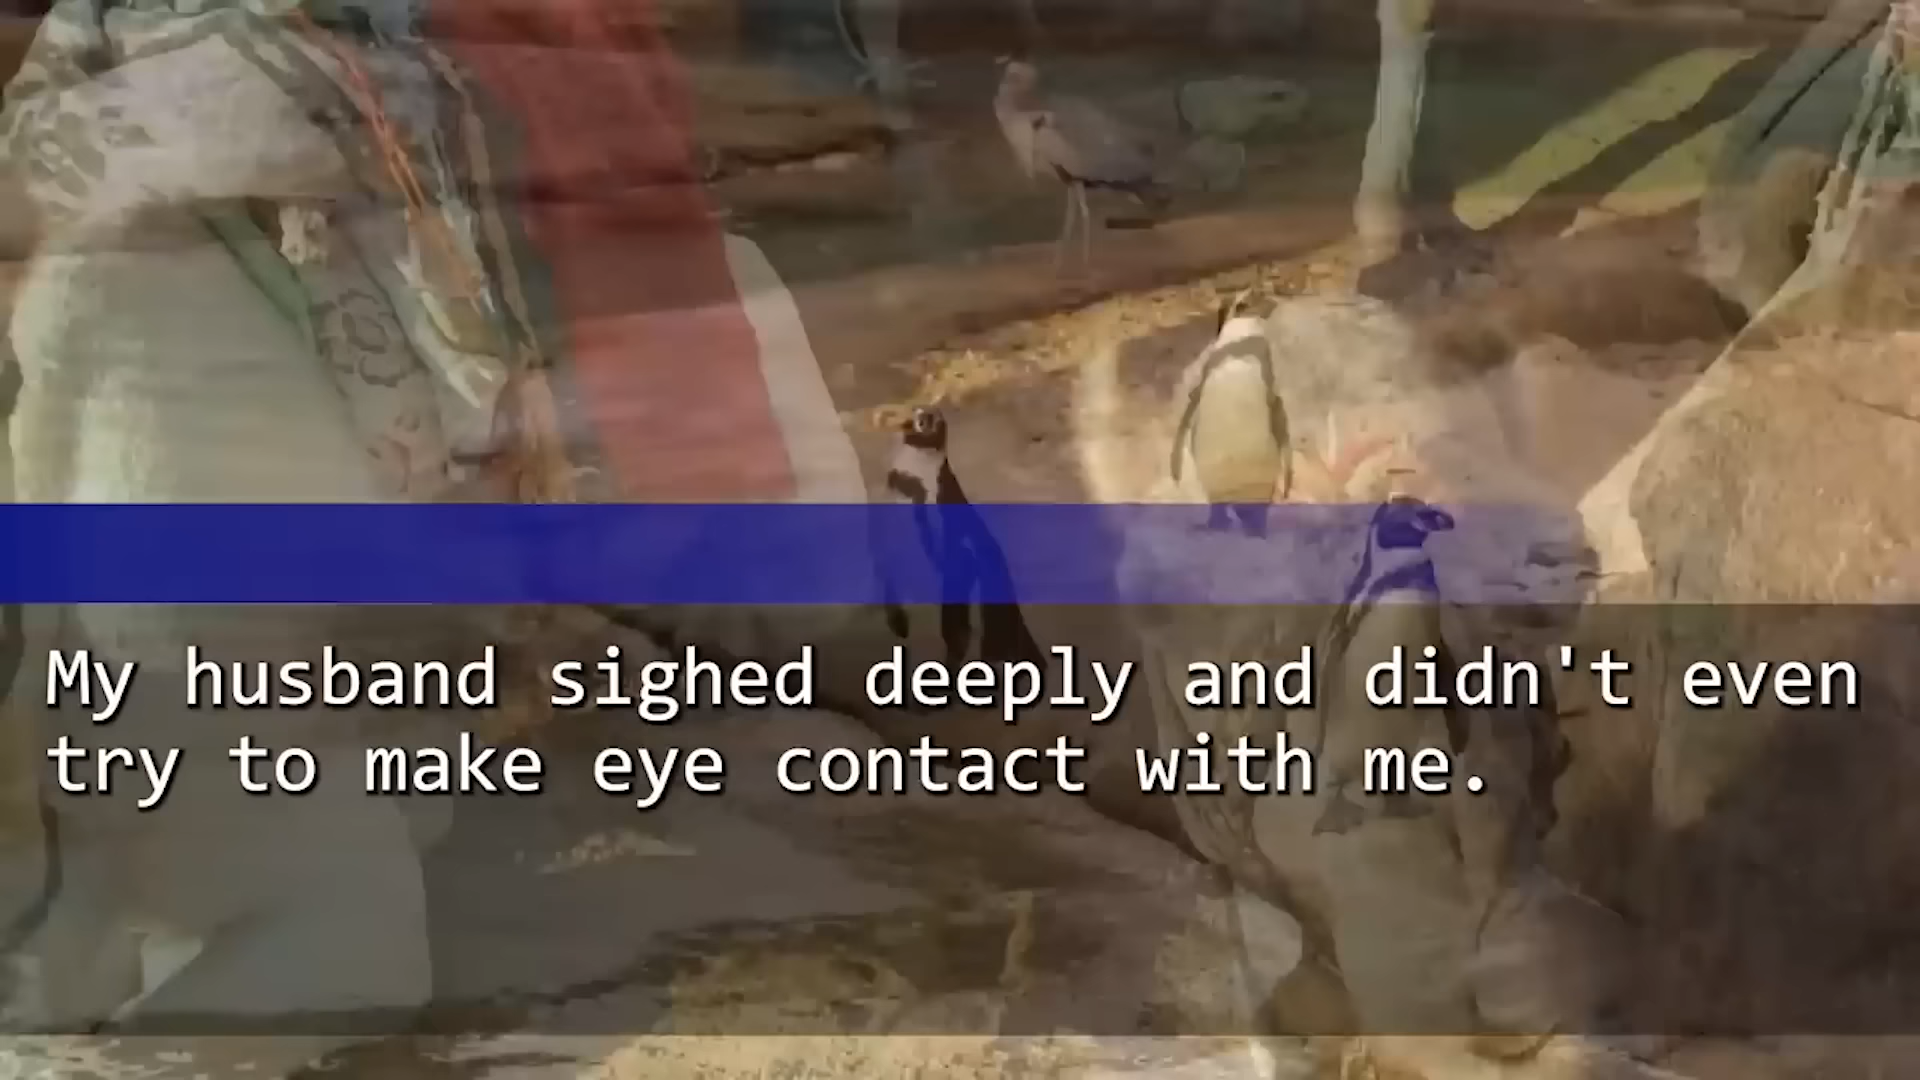 My husband sighed deeply and didn't even
try to make eye contact with me.